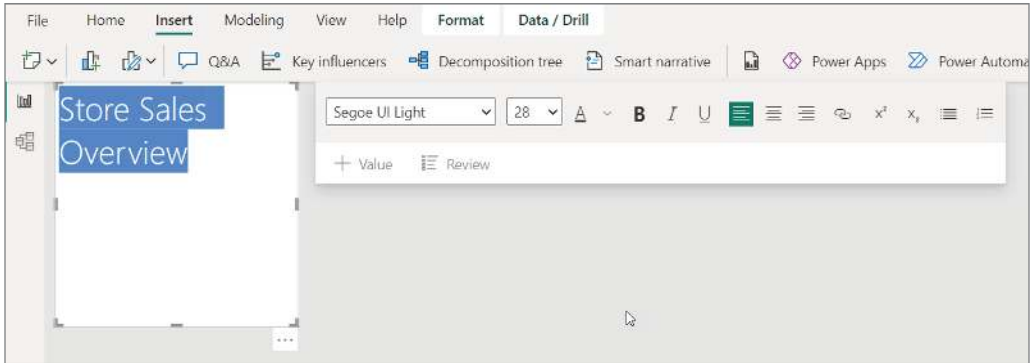 File Home Insert Modeling View Help Format Data / Drill
Q&A Key influencers Decomposition tree Smart narrative Power Apps Power Automa
Store Sales
Overview
Segoe UI Light 28 A B I U x² x,
+ Value Review